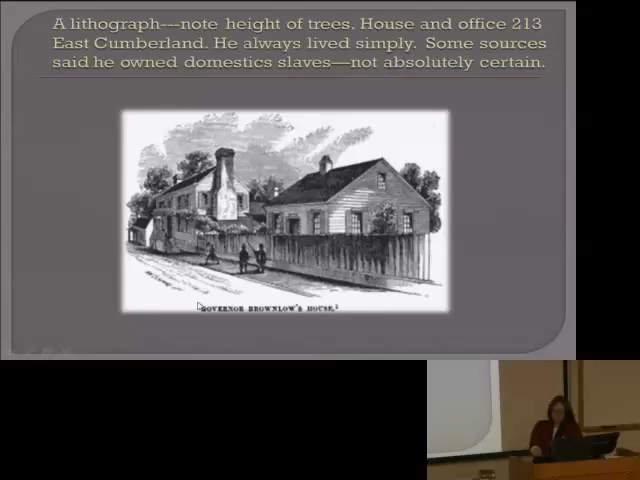 A lithograph---note height of trees. House and office 213
East Cumberland. He always lived simply. Some sources
said he owned domestics slaves—not absolutely certain.
GOVERNOR BROWNLOW'S HOUSE.²